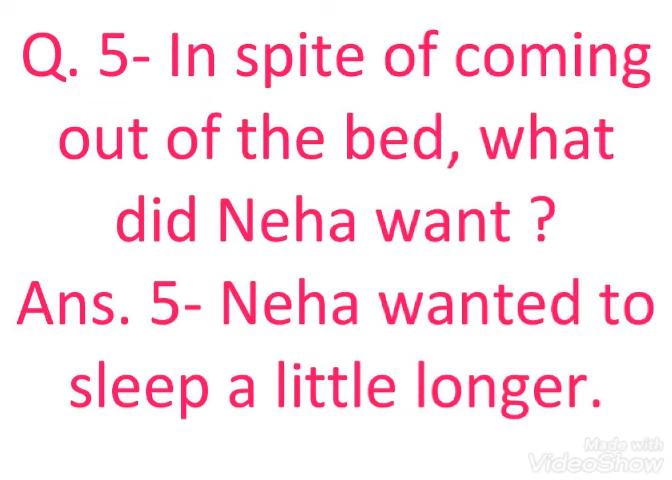 Q. 5- In spite of coming
out of the bed, what
did Neha want ?
Ans. 5- Neha wanted to
sleep a little longer.
Made with
VideoShow